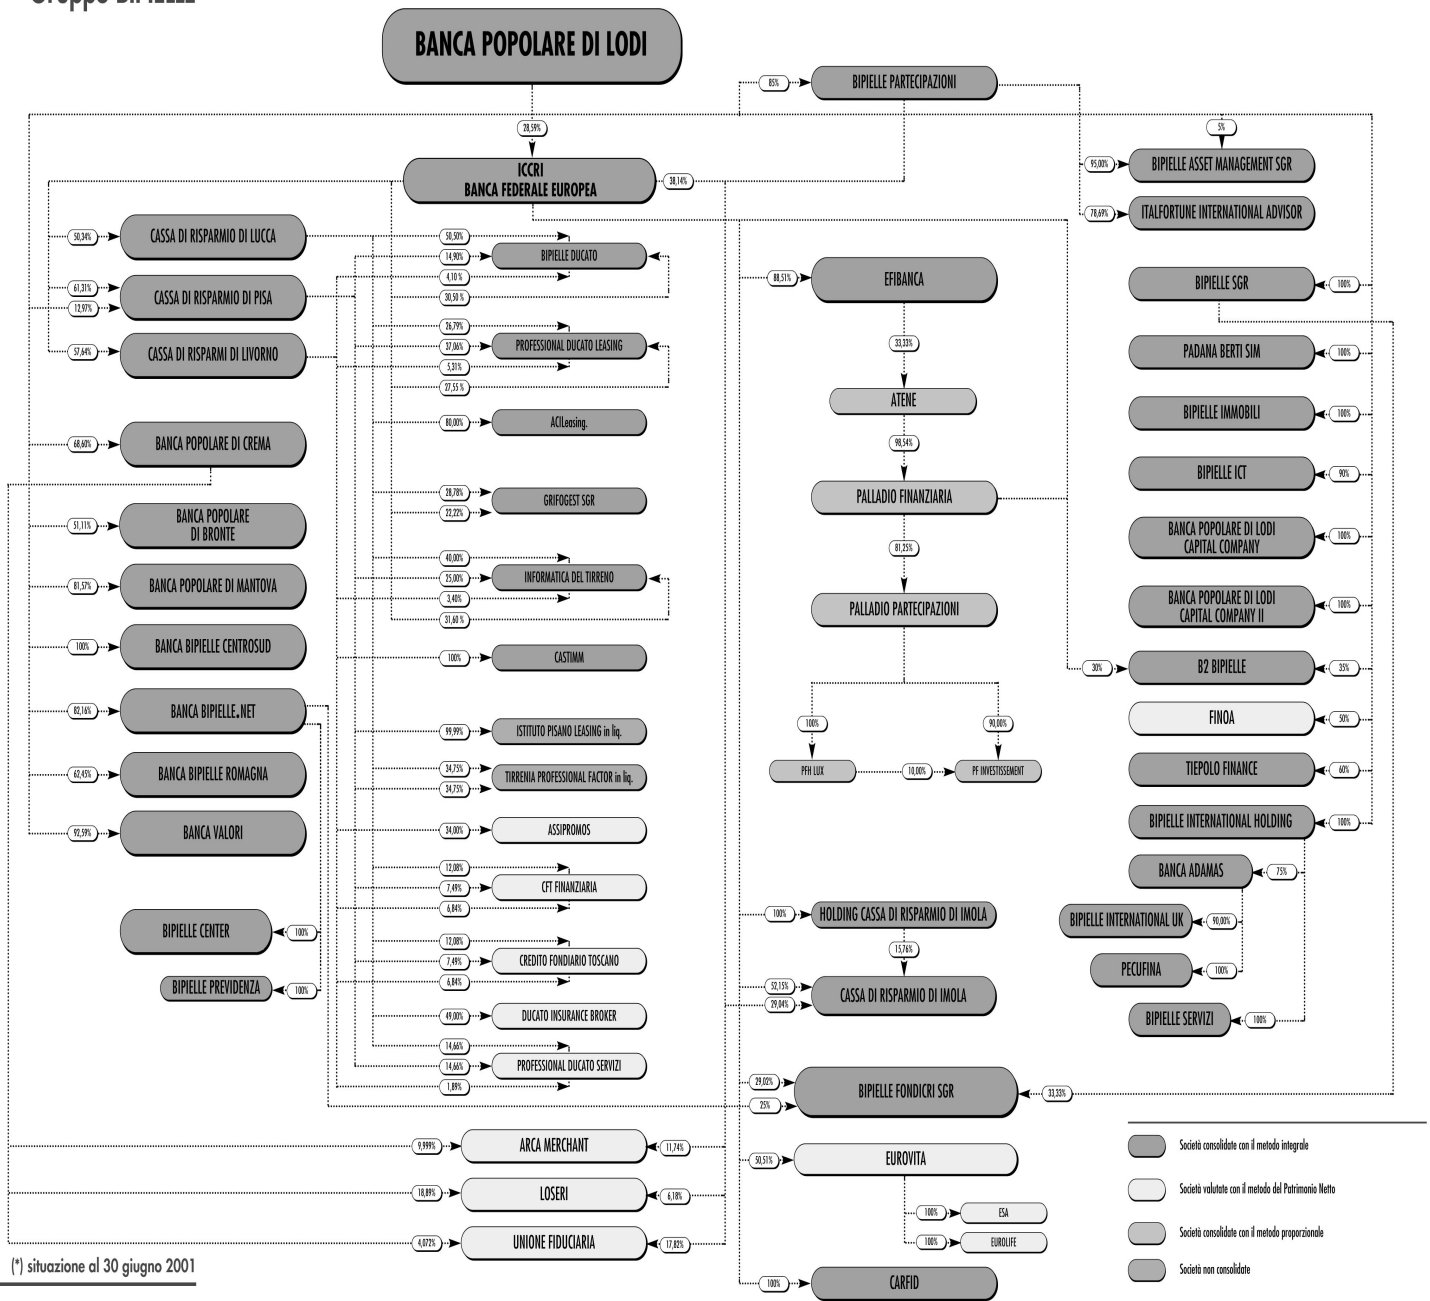 Gruppo BIPIELLE
BANCA POPOLARE DI LODI
85%
BIPIELLE PARTECIPAZIONI
28,59%
5%
ICCRI
BANCA FEDERALE EUROPEA
38,14%
95,00%
BIPIELLE ASSET MANAGEMENT SGR
78,69%
ITALFORTUNE INTERNATIONAL ADVISOR
50,34%
CASSA DI RISPARMIO DI LUCCA
61,31%
12,97%
CASSA DI RISPARMIO DI PISA
57,64%
CASSA DI RISPARMI DI LIVORNO
68,60%
BANCA POPOLARE DI CREMA
51,11%
BANCA POPOLARE
DI BRONTE
81,57%
BANCA POPOLARE DI MANTOVA
100%
BANCA BIPIELLE CENTROSUD
82,16%
BANCA BIPIELLE.NET
62,45%
BANCA BIPIELLE ROMAGNA
92,59%
BANCA VALORI
BIPIELLE CENTER
100%
BIPIELLE PREVIDENZA
100%
50,50%
14,90%
4,10 %
30,50 %
BIPIELLE DUCATO
26,79%
37,06%
5,31%
27,55 %
PROFESSIONAL DUCATO LEASING
80,00%
ACILeasing.
28,78%
22,22%
GRIFOGEST SGR
40,00%
25,00%
3,40%
31,60 %
INFORMATICA DEL TIRRENO
100%
CASTIMM
99,99%
ISTITUTO PISANO LEASING in liq.
34,75%
34,75%
TIRRENIA PROFESSIONAL FACTOR in liq.
34,00%
ASSIPROMOS
12,08%
7,49%
6,84%
CFT FINANZIARIA
12,08%
7,49%
6,84%
CREDITO FONDIARIO TOSCANO
49,00%
DUCATO INSURANCE BROKER
14,66%
14,66%
1,89%
PROFESSIONAL DUCATO SERVIZI
9,999%
ARCA MERCHANT
11,74%
18,89%
LOSERI
6,18%
4,072%
UNIONE FIDUCIARIA
17,82%
88,51%
EFIBANCA
33,33%
ATENE
98,54%
PALLADIO FINANZIARIA
81,25%
PALLADIO PARTECIPAZIONI
100%
90,00%
PFH LUX
10,00%
PF INVESTISSEMENT
100%
HOLDING CASSA DI RISPARMIO DI IMOLA
15,76%
52,15%
29,04%
CASSA DI RISPARMIO DI IMOLA
29,02%
25%
BIPIELLE FONDICRI SGR
33,33%
50,51%
EUROVITA
100%
ESA
100%
EUROLIFE
100%
CARFID
BIPIELLE SGR
100%
PADANA BERTI SIM
100%
BIPIELLE IMMOBILI
100%
BIPIELLE ICT
90%
BANCA POPOLARE DI LODI
CAPITAL COMPANY
100%
BANCA POPOLARE DI LODI
CAPITAL COMPANY II
100%
30%
B2 BIPIELLE
35%
FINOA
50%
TIEPOLO FINANCE
60%
BIPIELLE INTERNATIONAL HOLDING
100%
BANCA ADAMAS
75%
BIPIELLE INTERNATIONAL UK
90,00%
PECUFINA
100%
BIPIELLE SERVIZI
100%
Società consolidate con il metodo integrale
Società valutate con il metodo del Patrimonio Netto
Società consolidate con il metodo proporzionale
Società non consolidate
(*) situazione al 30 giugno 2001